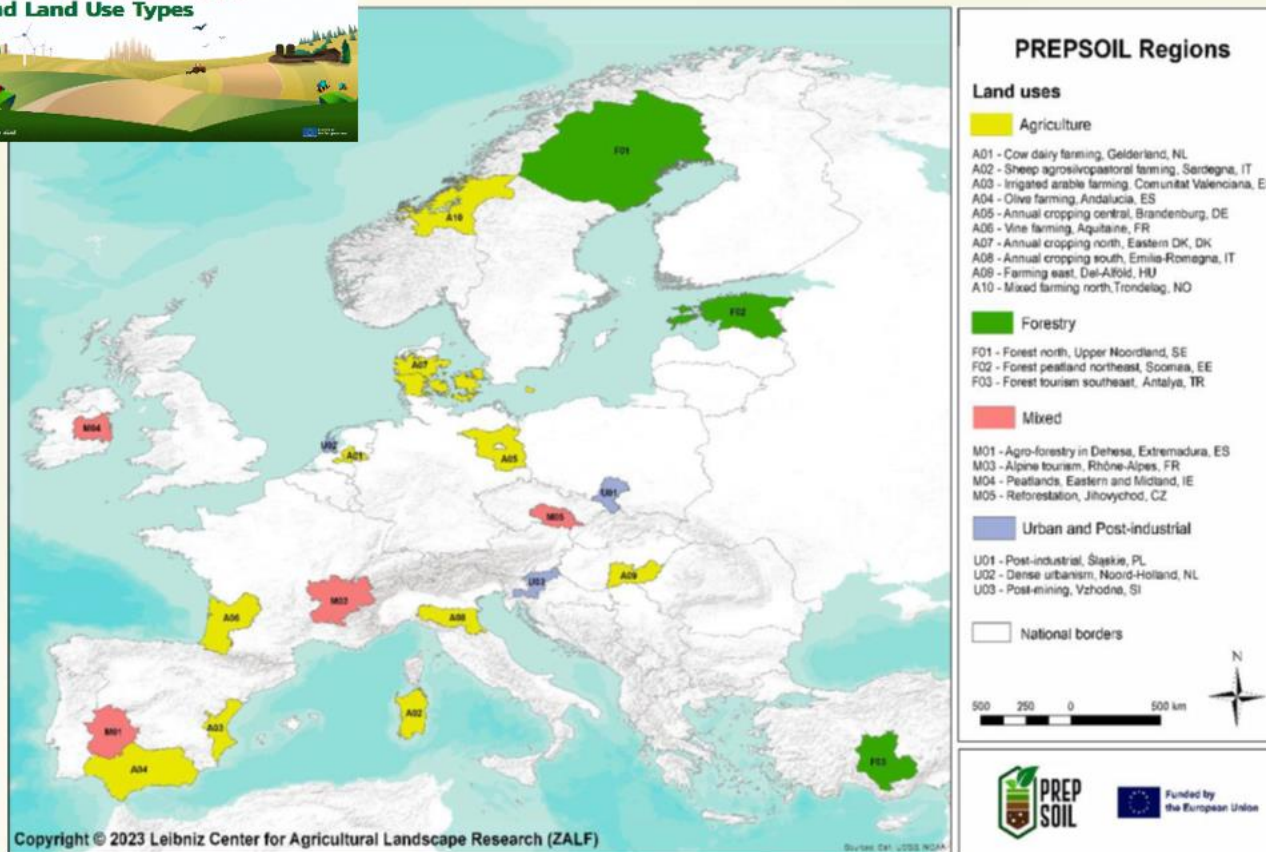 nd Land Use Types
PREPSOIL Regions
Land uses
Agriculture
A01 - Cow dairy farming, Gelderland, NL
A02 - Sheep agrosilvopastoral farming, Sardegna, IT
A03 - Irrigated arable farming, Comunitat Valenciana, E
A04 - Olive farming, Andalucia, ES
A05 - Annual cropping central, Brandenburg, DE
A06 - Vine farming, Aquitaine, FR
A07 - Annual cropping north, Eastern DK, DK
A08 - Annual cropping south, Emilia-Romagna, IT
A09 - Farming east, Del-Alföld, HU
A10 - Mixed farming north,Trondelag, NO
Forestry
F01 - Forest north, Upper Noordland, SE
F02 - Forest peatland northeast, Soomaa, EE
F03 - Forest tourism southeast, Antalya, TR
Mixed
M01 - Agro-forestry in Dehesa, Extremadura, ES
M03 - Alpine tourism, Rhône-Alpes, FR
M04 - Peatlands, Eastern and Midland, IE
M05 - Reforestation, Jihovychod, CZ
Urban and Post-industrial
U01 - Post-industrial, Śląskie, PL
U02 - Dense urbanism, Noord-Holland, NL
U03 - Post-mining, Vzhodna, SI
National borders
N
500 250 0 500 km
PREP
SOIL
Funded by
the European Union
F01
A10
F02
A07
M04
U02
A01
A05
U01
M05
A09
U03
M03
A06
A08
A02
A03
M01
A04
F03
Copyright © 2023 Leibniz Center for Agricultural Landscape Research (ZALF)